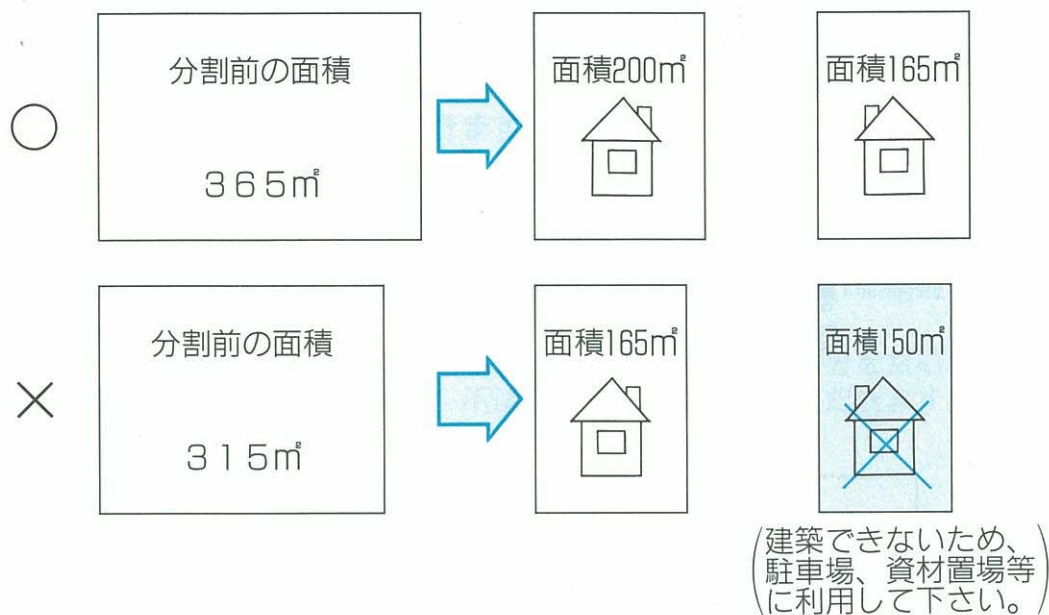 分割前の面積
365㎡
面積200㎡
面積165㎡
分割前の面積
315㎡
面積165㎡
面積150㎡
(建築できないため、
駐車場、資材置場等
に利用して下さい。)